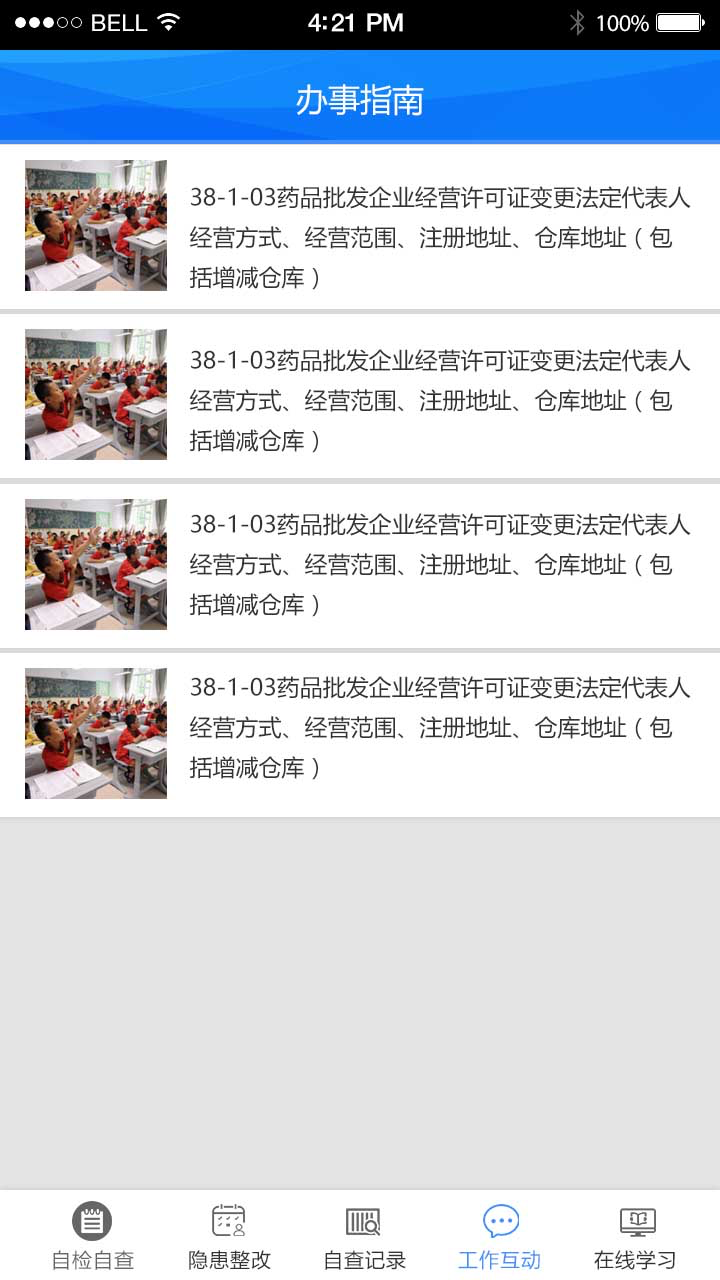 BELL 4:21 PM 100%
办事指南
38-1-03药品批发企业经营许可证变更法定代表人
经营方式、经营范围、注册地址、仓库地址（包
括增减仓库）
38-1-03药品批发企业经营许可证变更法定代表人
经营方式、经营范围、注册地址、仓库地址（包
括增减仓库）
38-1-03药品批发企业经营许可证变更法定代表人
经营方式、经营范围、注册地址、仓库地址（包
括增减仓库）
38-1-03药品批发企业经营许可证变更法定代表人
经营方式、经营范围、注册地址、仓库地址（包
括增减仓库）
自检自查 隐患整改 自查记录 工作互动 在线学习